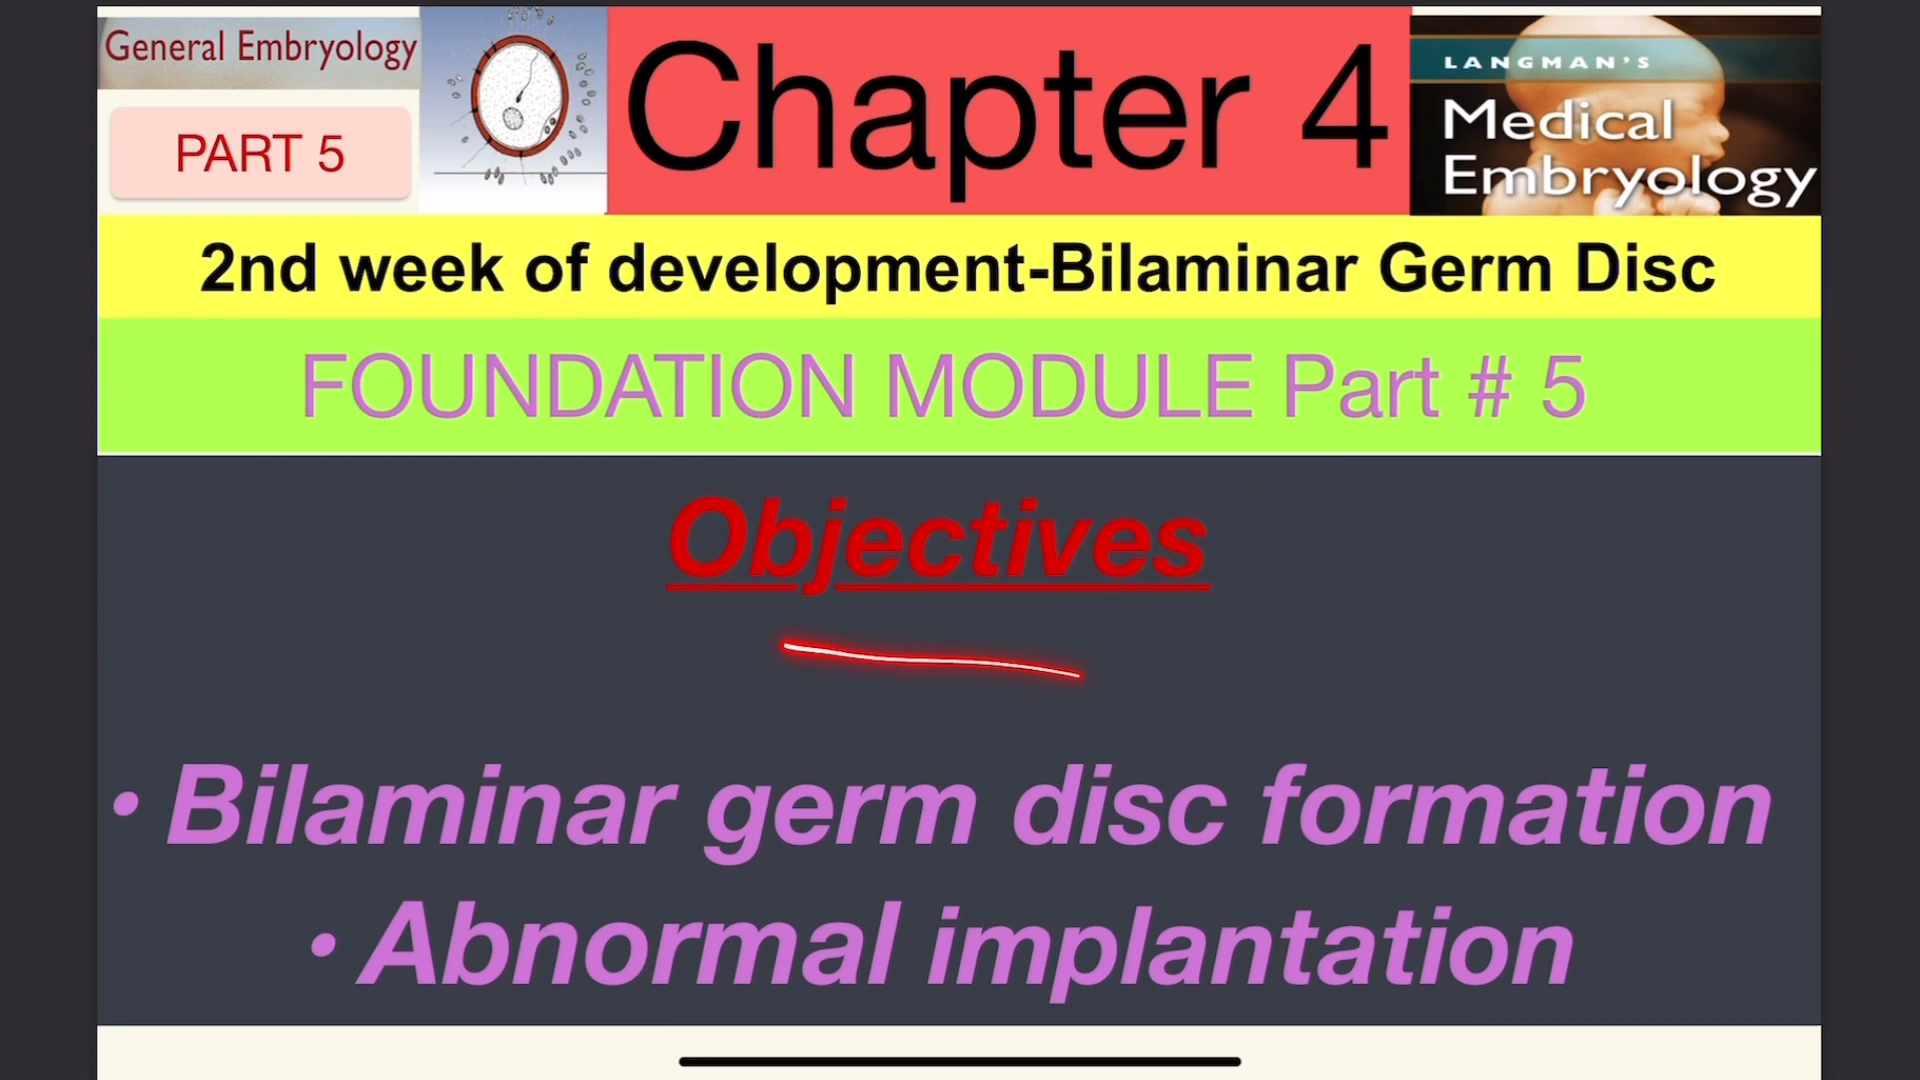 General Embryology
PART 5
Chapter 4
LANGMAN'S
Medical
Embryology
2nd week of development-Bilaminar Germ Disc
FOUNDATION MODULE Part # 5
Objectives
• Bilaminar germ disc formation
• Abnormal implantation